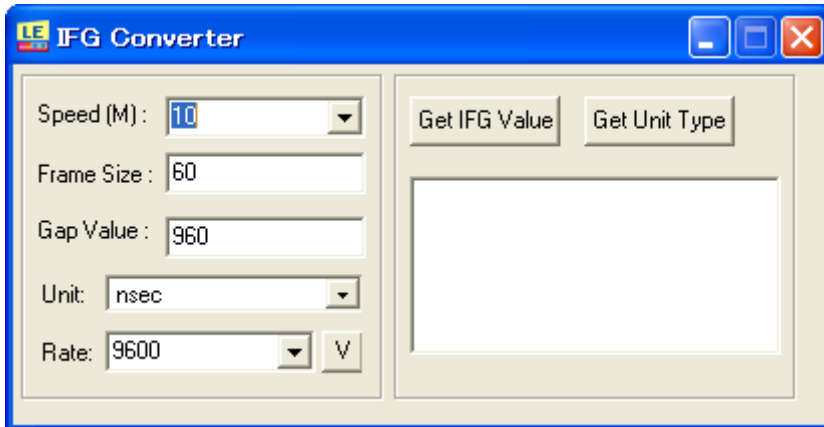 LE IFG Converter
Speed (M) : 10
Frame Size : 60
Gap Value : 960
Unit: nsec
Rate: 9600 V
Get IFG Value Get Unit Type